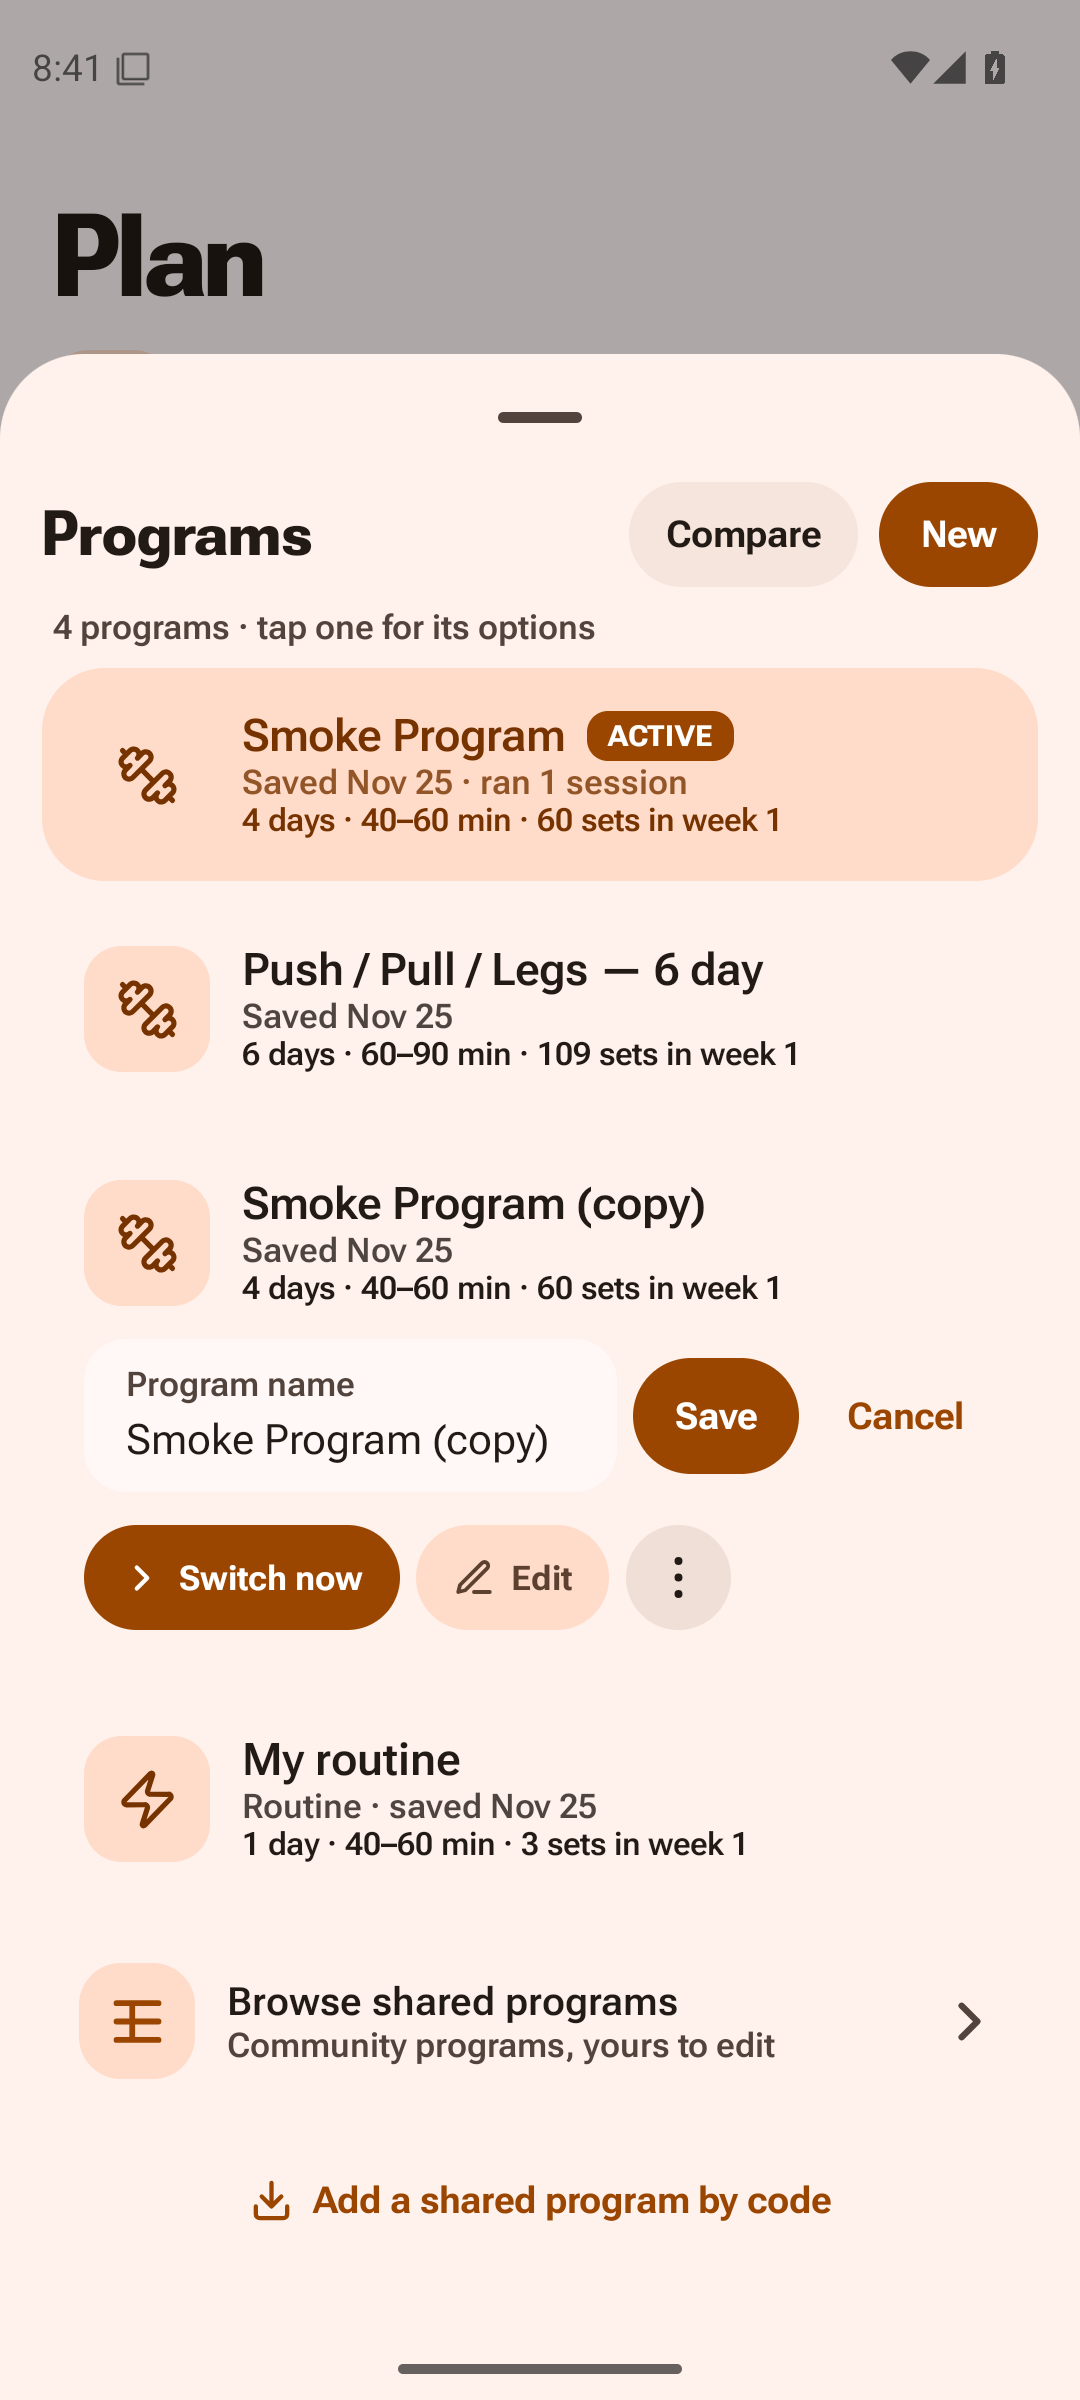 8:41
Plan
Programs
Compare
New
4 programs · tap one for its options
Smoke Program ACTIVE
Saved Nov 25 · ran 1 session
4 days · 40–60 min · 60 sets in week 1
Push / Pull / Legs — 6 day
Saved Nov 25
6 days · 60–90 min · 109 sets in week 1
Smoke Program (copy)
Saved Nov 25
4 days · 40–60 min · 60 sets in week 1
Program name
Smoke Program (copy)
Save
Cancel
Switch now
Edit
My routine
Routine · saved Nov 25
1 day · 40–60 min · 3 sets in week 1
Browse shared programs
Community programs, yours to edit
Add a shared program by code